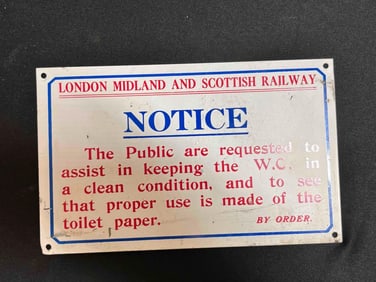 LONDON MIDLAND AND SCOTTISH RAILWAY
NOTICE
The Public are requested to
assist in keeping the W.C. in
a clean condition, and to see
that proper use is made of the
toilet paper.
BY ORDER.